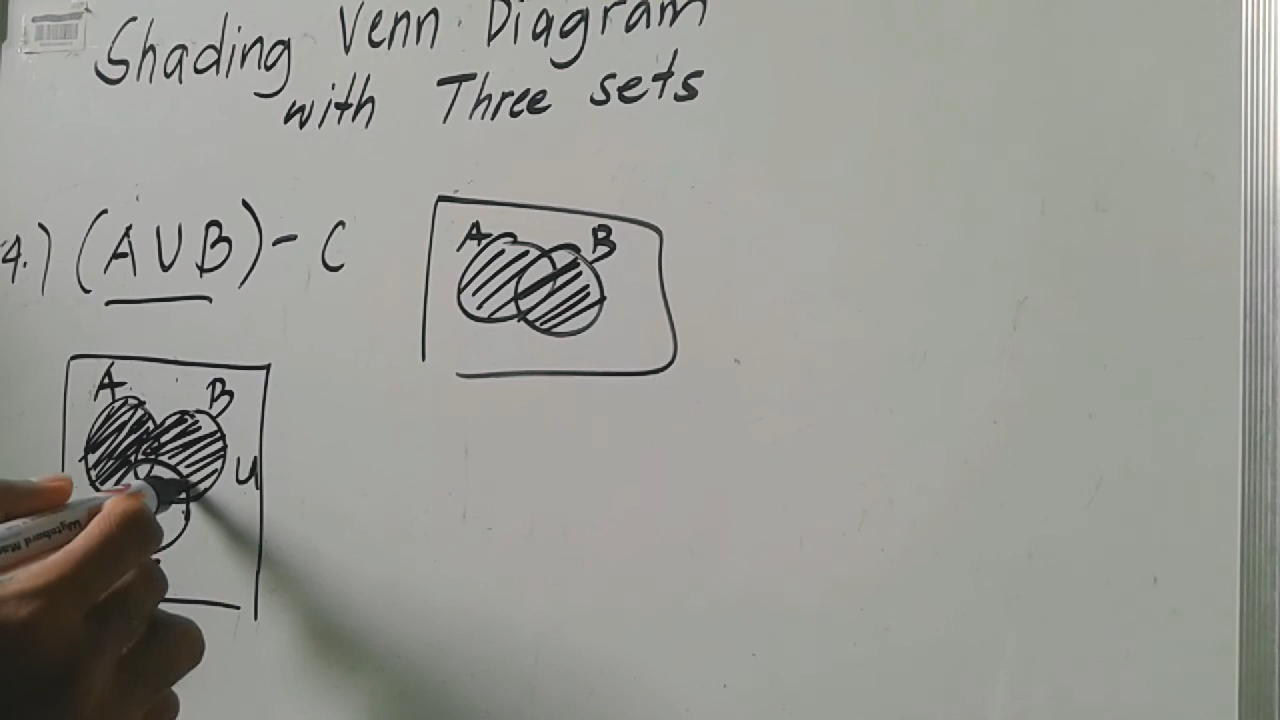 Shading Venn Diagram
with Three sets
4.) (A U B) - C
A B
A B
U